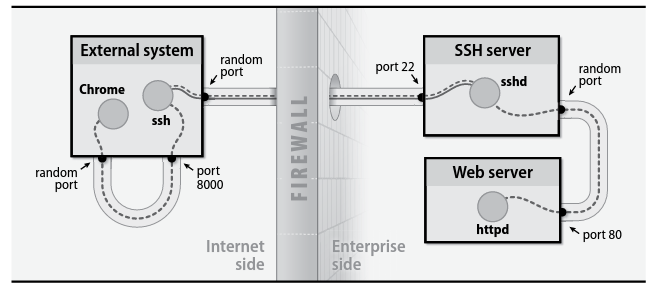 External system
Chrome
ssh
random
port
random
port
port
8000
FIREWALL
Internet
side
Enterprise
side
SSH server
port 22
sshd
random
port
Web server
httpd
port 80